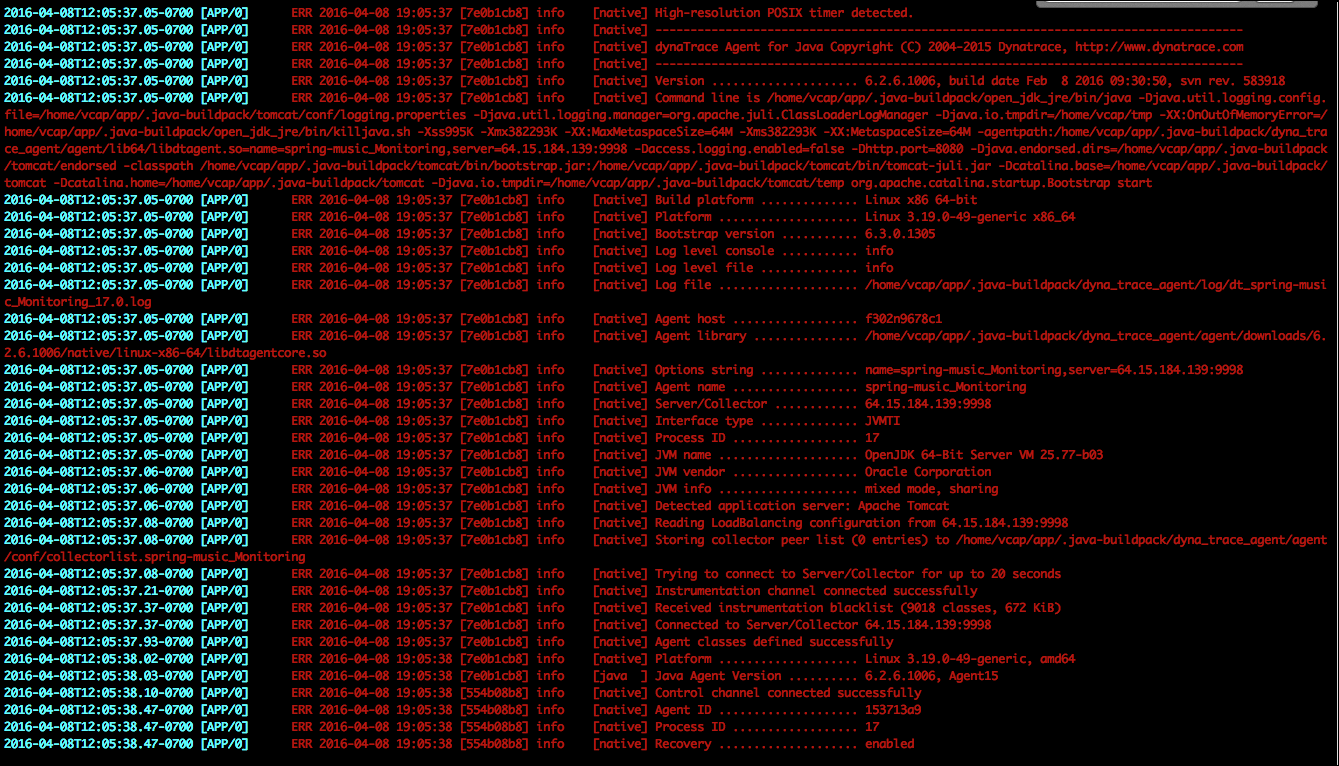 2016-04-08T12:05:37.05-0700 [APP/0]      ERR 2016-04-08 19:05:37 [7e0b1cb8] info    [native] High-resolution POSIX timer detected.
2016-04-08T12:05:37.05-0700 [APP/0]      ERR 2016-04-08 19:05:37 [7e0b1cb8] info    [native] ------------------------------------------------------------------------------------
2016-04-08T12:05:37.05-0700 [APP/0]      ERR 2016-04-08 19:05:37 [7e0b1cb8] info    [native] dynaTrace Agent for Java Copyright (C) 2004-2015 Dynatrace, http://www.dynatrace.com
2016-04-08T12:05:37.05-0700 [APP/0]      ERR 2016-04-08 19:05:37 [7e0b1cb8] info    [native] ------------------------------------------------------------------------------------
2016-04-08T12:05:37.05-0700 [APP/0]      ERR 2016-04-08 19:05:37 [7e0b1cb8] info    [native] Version ..................... 6.2.6.1006, build date Feb  8 2016 09:30:50, svn rev. 583918
2016-04-08T12:05:37.05-0700 [APP/0]      ERR 2016-04-08 19:05:37 [7e0b1cb8] info    [native] Command line is /home/vcap/app/.java-buildpack/open_jdk_jre/bin/java -Djava.util.logging.config.
file=/home/vcap/app/.java-buildpack/tomcat/conf/logging.properties -Djava.util.logging.manager=org.apache.juli.ClassLoaderLogManager -Djava.io.tmpdir=/home/vcap/tmp -XX:OnOutOfMemoryError=/
home/vcap/app/.java-buildpack/open_jdk_jre/bin/killjava.sh -Xss995K -Xmx382293K -XX:MaxMetaspaceSize=64M -Xms382293K -XX:MetaspaceSize=64M -agentpath:/home/vcap/app/.java-buildpack/dyna_tr
ace_agent/agent/lib64/libdtagent.so=name=spring-music_Monitoring,server=64.15.184.139:9998 -Daccess.logging.enabled=false -Dhttp.port=8080 -Djava.endorsed.dirs=/home/vcap/app/.java-buildpack
/tomcat/endorsed -classpath /home/vcap/app/.java-buildpack/tomcat/bin/bootstrap.jar:/home/vcap/app/.java-buildpack/tomcat/bin/tomcat-juli.jar -Dcatalina.base=/home/vcap/app/.java-buildpack/
tomcat -Dcatalina.home=/home/vcap/app/.java-buildpack/tomcat -Djava.io.tmpdir=/home/vcap/app/.java-buildpack/tomcat/temp org.apache.catalina.startup.Bootstrap start
2016-04-08T12:05:37.05-0700 [APP/0]      ERR 2016-04-08 19:05:37 [7e0b1cb8] info    [native] Build platform .............. Linux x86 64-bit
2016-04-08T12:05:37.05-0700 [APP/0]      ERR 2016-04-08 19:05:37 [7e0b1cb8] info    [native] Platform .................... Linux 3.19.0-49-generic x86_64
2016-04-08T12:05:37.05-0700 [APP/0]      ERR 2016-04-08 19:05:37 [7e0b1cb8] info    [native] Bootstrap version ........... 6.3.0.1305
2016-04-08T12:05:37.05-0700 [APP/0]      ERR 2016-04-08 19:05:37 [7e0b1cb8] info    [native] Log level console ........... info
2016-04-08T12:05:37.05-0700 [APP/0]      ERR 2016-04-08 19:05:37 [7e0b1cb8] info    [native] Log level file .............. info
2016-04-08T12:05:37.05-0700 [APP/0]      ERR 2016-04-08 19:05:37 [7e0b1cb8] info    [native] Log file .................... /home/vcap/app/.java-buildpack/dyna_trace_agent/log/dt_spring-musi
c_Monitoring_17.0.log
2016-04-08T12:05:37.05-0700 [APP/0]      ERR 2016-04-08 19:05:37 [7e0b1cb8] info    [native] Agent host .................. f302n9678c1
2016-04-08T12:05:37.05-0700 [APP/0]      ERR 2016-04-08 19:05:37 [7e0b1cb8] info    [native] Agent library ............... /home/vcap/app/.java-buildpack/dyna_trace_agent/agent/downloads/6.
2.6.1006/native/linux-x86-64/libdtagentcore.so
2016-04-08T12:05:37.05-0700 [APP/0]      ERR 2016-04-08 19:05:37 [7e0b1cb8] info    [native] Options string .............. name=spring-music_Monitoring,server=64.15.184.139:9998
2016-04-08T12:05:37.05-0700 [APP/0]      ERR 2016-04-08 19:05:37 [7e0b1cb8] info    [native] Agent name .................. spring-music_Monitoring
2016-04-08T12:05:37.05-0700 [APP/0]      ERR 2016-04-08 19:05:37 [7e0b1cb8] info    [native] Server/Collector ............ 64.15.184.139:9998
2016-04-08T12:05:37.05-0700 [APP/0]      ERR 2016-04-08 19:05:37 [7e0b1cb8] info    [native] Interface type .............. JVMTI
2016-04-08T12:05:37.05-0700 [APP/0]      ERR 2016-04-08 19:05:37 [7e0b1cb8] info    [native] Process ID .................. 17
2016-04-08T12:05:37.05-0700 [APP/0]      ERR 2016-04-08 19:05:37 [7e0b1cb8] info    [native] JVM name .................... OpenJDK 64-Bit Server VM 25.77-b03
2016-04-08T12:05:37.06-0700 [APP/0]      ERR 2016-04-08 19:05:37 [7e0b1cb8] info    [native] JVM vendor .................. Oracle Corporation
2016-04-08T12:05:37.06-0700 [APP/0]      ERR 2016-04-08 19:05:37 [7e0b1cb8] info    [native] JVM info .................... mixed mode, sharing
2016-04-08T12:05:37.06-0700 [APP/0]      ERR 2016-04-08 19:05:37 [7e0b1cb8] info    [native] Detected application server: Apache Tomcat
2016-04-08T12:05:37.08-0700 [APP/0]      ERR 2016-04-08 19:05:37 [7e0b1cb8] info    [native] Reading LoadBalancing configuration from 64.15.184.139:9998
2016-04-08T12:05:37.08-0700 [APP/0]      ERR 2016-04-08 19:05:37 [7e0b1cb8] info    [native] Storing collector peer list (0 entries) to /home/vcap/app/.java-buildpack/dyna_trace_agent/agent
/conf/collectorlist.spring-music_Monitoring
2016-04-08T12:05:37.08-0700 [APP/0]      ERR 2016-04-08 19:05:37 [7e0b1cb8] info    [native] Trying to connect to Server/Collector for up to 20 seconds
2016-04-08T12:05:37.21-0700 [APP/0]      ERR 2016-04-08 19:05:37 [7e0b1cb8] info    [native] Instrumentation channel connected successfully
2016-04-08T12:05:37.37-0700 [APP/0]      ERR 2016-04-08 19:05:37 [7e0b1cb8] info    [native] Received instrumentation blacklist (9018 classes, 672 KiB)
2016-04-08T12:05:37.37-0700 [APP/0]      ERR 2016-04-08 19:05:37 [7e0b1cb8] info    [native] Connected to Server/Collector 64.15.184.139:9998
2016-04-08T12:05:37.93-0700 [APP/0]      ERR 2016-04-08 19:05:37 [7e0b1cb8] info    [native] Agent classes defined successfully
2016-04-08T12:05:38.02-0700 [APP/0]      ERR 2016-04-08 19:05:38 [7e0b1cb8] info    [native] Platform .................... Linux 3.19.0-49-generic, amd64
2016-04-08T12:05:38.03-0700 [APP/0]      ERR 2016-04-08 19:05:38 [7e0b1cb8] info    [java  ] Java Agent Version .......... 6.2.6.1006, Agent15
2016-04-08T12:05:38.10-0700 [APP/0]      ERR 2016-04-08 19:05:38 [554b08b8] info    [native] Control channel connected successfully
2016-04-08T12:05:38.47-0700 [APP/0]      ERR 2016-04-08 19:05:38 [554b08b8] info    [native] Agent ID .................... 153713a9
2016-04-08T12:05:38.47-0700 [APP/0]      ERR 2016-04-08 19:05:38 [554b08b8] info    [native] Process ID .................. 17
2016-04-08T12:05:38.47-0700 [APP/0]      ERR 2016-04-08 19:05:38 [554b08b8] info    [native] Recovery .................... enabled